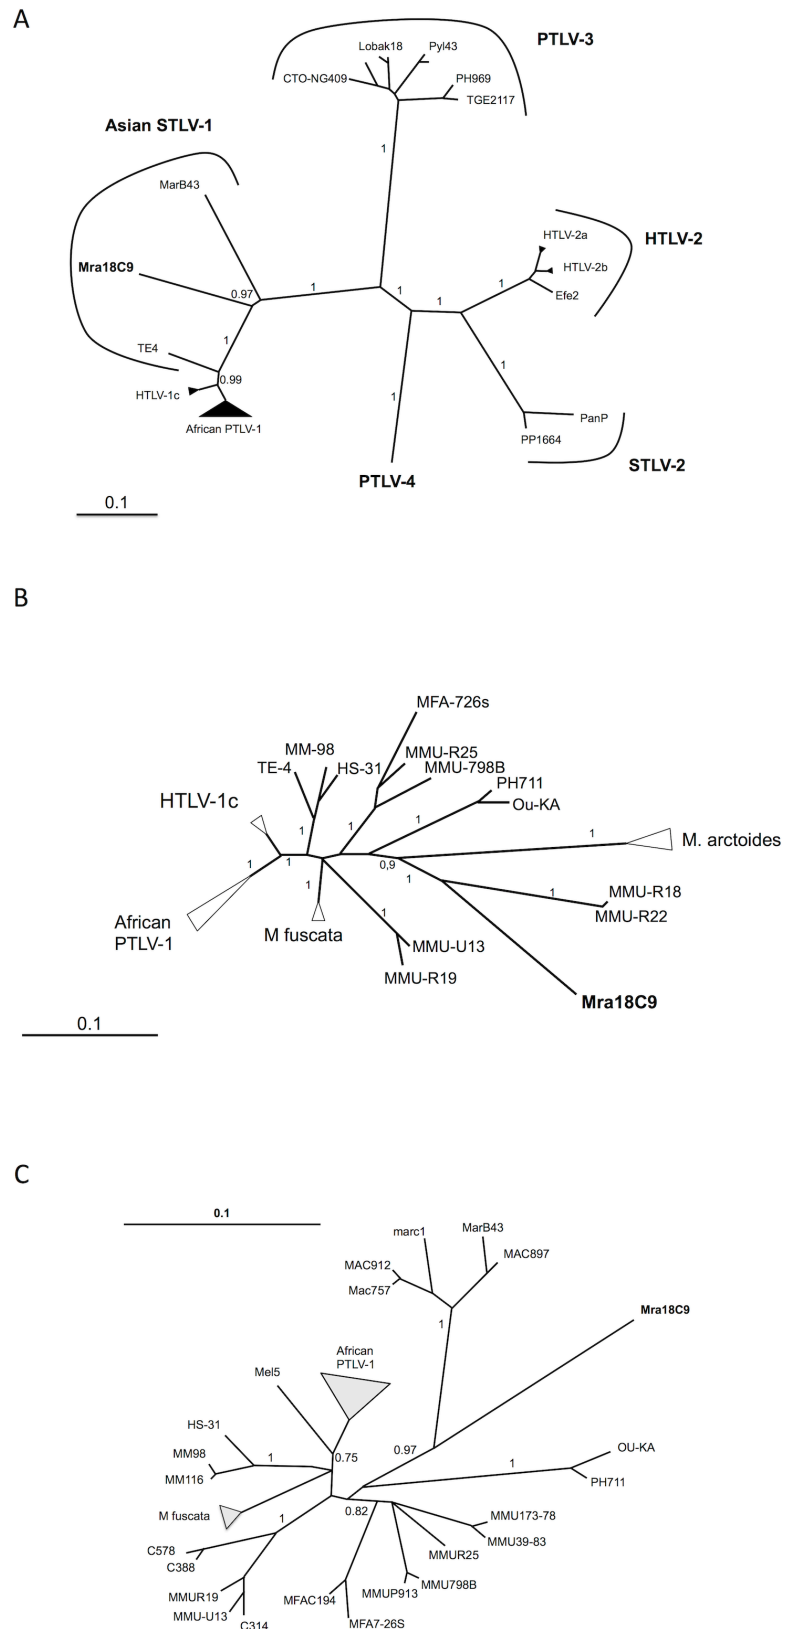 A
PTLV-3
Lobak18
Pyl43
CTO-NG409
PH969
TGE2117
1
Asian STLV-1
MarB43
Mra18C9
0.97
1
1
1
1
HTLV-2a
HTLV-2
HTLV-2b
Efe2
1
TE4
0.99
HTLV-1c
African PTLV-1
1
1
PanP
PP1664
STLV-2
PTLV-4
0.1
B
MFA-726s
MM-98
MMU-R25
TE-4
HS-31
MMU-798B
PH711
HTLV-1c
Ou-KA
1
1
1
1
M. arctoides
1
1
0,9
1
1
1
MMU-R18
MMU-R22
African
PTLV-1
M fuscata
1
MMU-U13
MMU-R19
Mra18C9
0.1
C
0.1
marc1
MarB43
MAC912
MAC897
Mac757
Mra18C9
1
African
PTLV-1
Mel5
HS-31
0.75
0.97
OU-KA
MM98
1
1
MM116
PH711
M fuscata
0.82
MMU173-78
1
MMU39-83
C578
MMUR25
C388
MMU798B
MMUR19
MFAC194
MMUP913
MMU-U13
C314
MFA7-26S